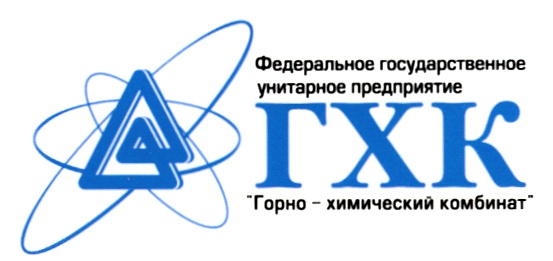 Федеральное государственное
унитарное предприятие
ГХК
"Горно - химический комбинат"